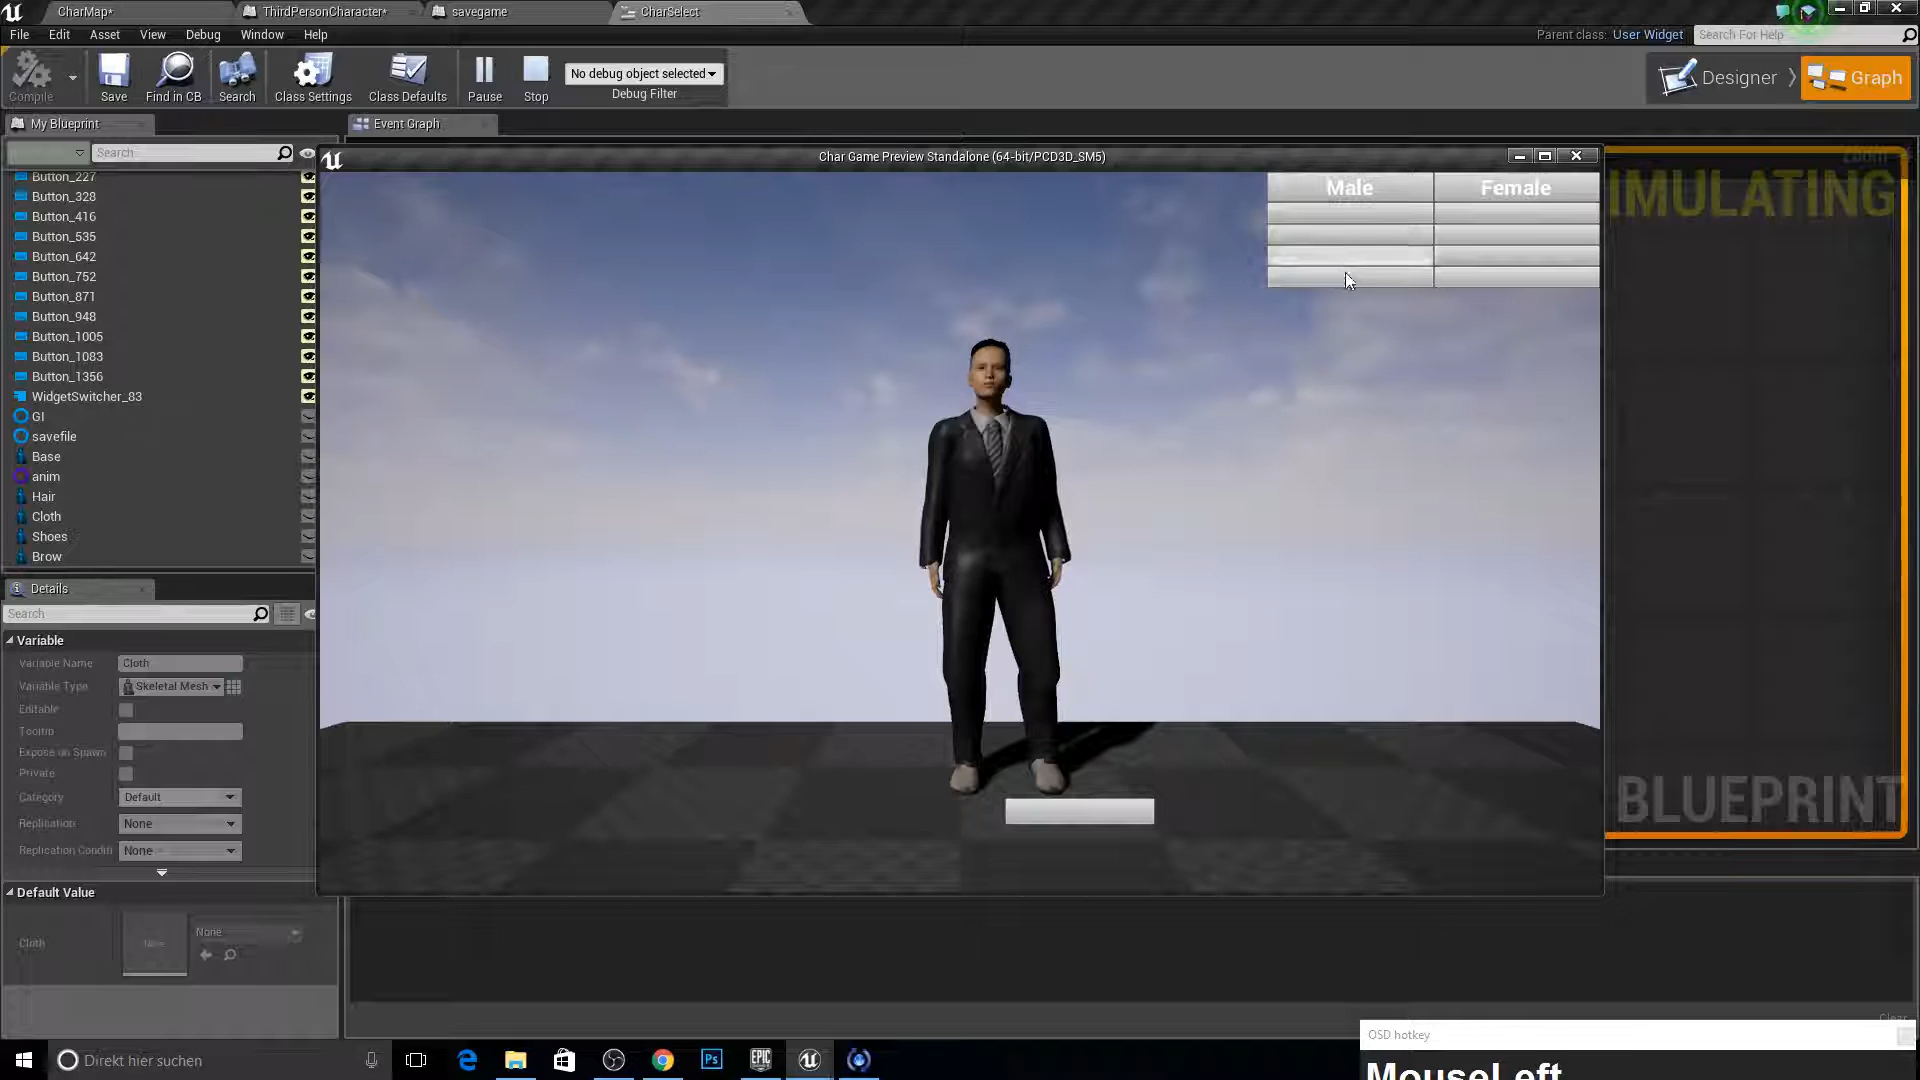 CharMap*
ThirdPersonCharacter*
savegame
CharSelect
File
Edit
Asset
View
Debug
Window
Help
Parent class:
User Widget
Search For Help
Compile
Save
Find in CB
Search
Class Settings
Class Defaults
Pause
Stop
No debug object selected
Debug Filter
Designer
Graph
My Blueprint
Event Graph
Search
Char Game Preview Standalone (64-bit/PCD3D_SM5)
Male
Female
IMULATING
BLUEPRINT
Button_227
Button_328
Button_416
Button_535
Button_642
Button_752
Button_871
Button_948
Button_1005
Button_1083
Button_1356
WidgetSwitcher_83
GI
savefile
Base
anim
Hair
Cloth
Shoes
Brow
Details
Search
Variable
Variable Name
Cloth
Variable Type
Skeletal Mesh
Editable
Tooltip
Expose on Spawn
Private
Category
Default
Replication
None
Replication Conditi
None
Default Value
Cloth
None
None
Clear
OSD hotkey
MouseLeft
Direkt hier suchen
EPIC
Ps